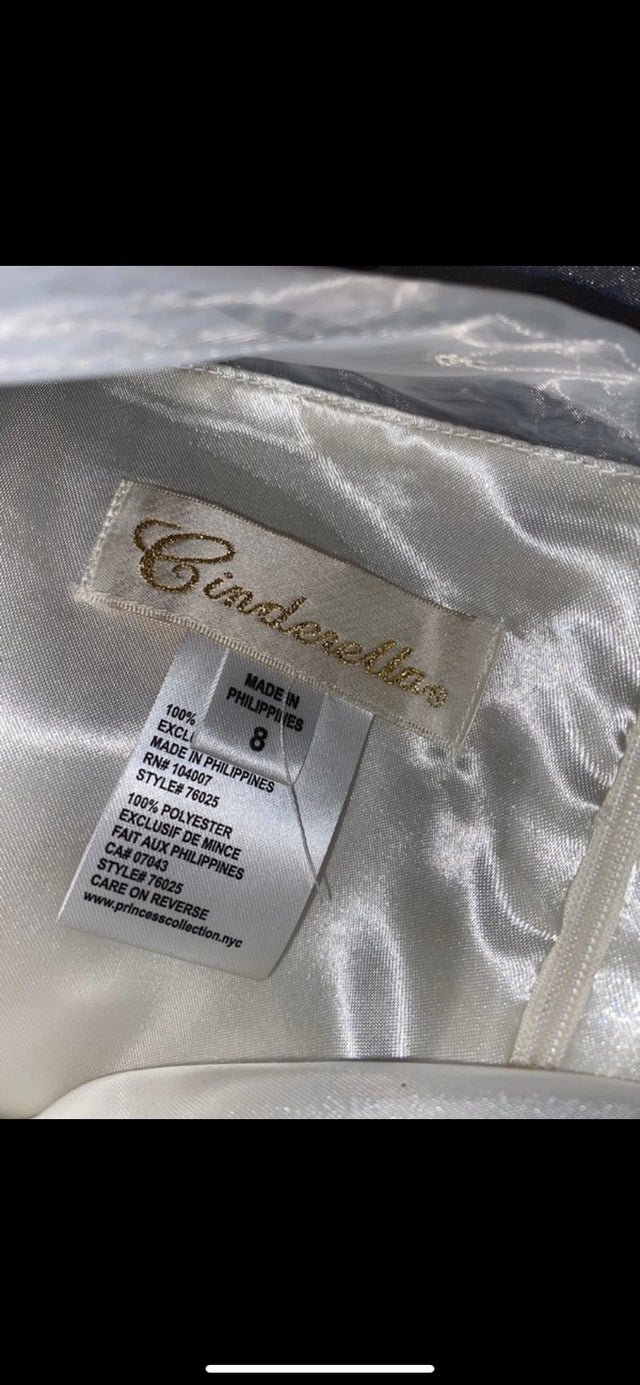 Cinderellas
MADE IN
PHILIPPINES
8
100%
EXCL
MADE IN PHILIPPINES
RN# 104007
STYLE# 76025
100% POLYESTER
EXCLUSIF DE MINCE
FAIT AUX PHILIPPINES
CA# 07043
STYLE# 76025
CARE ON REVERSE
www.princesscollection.nyc